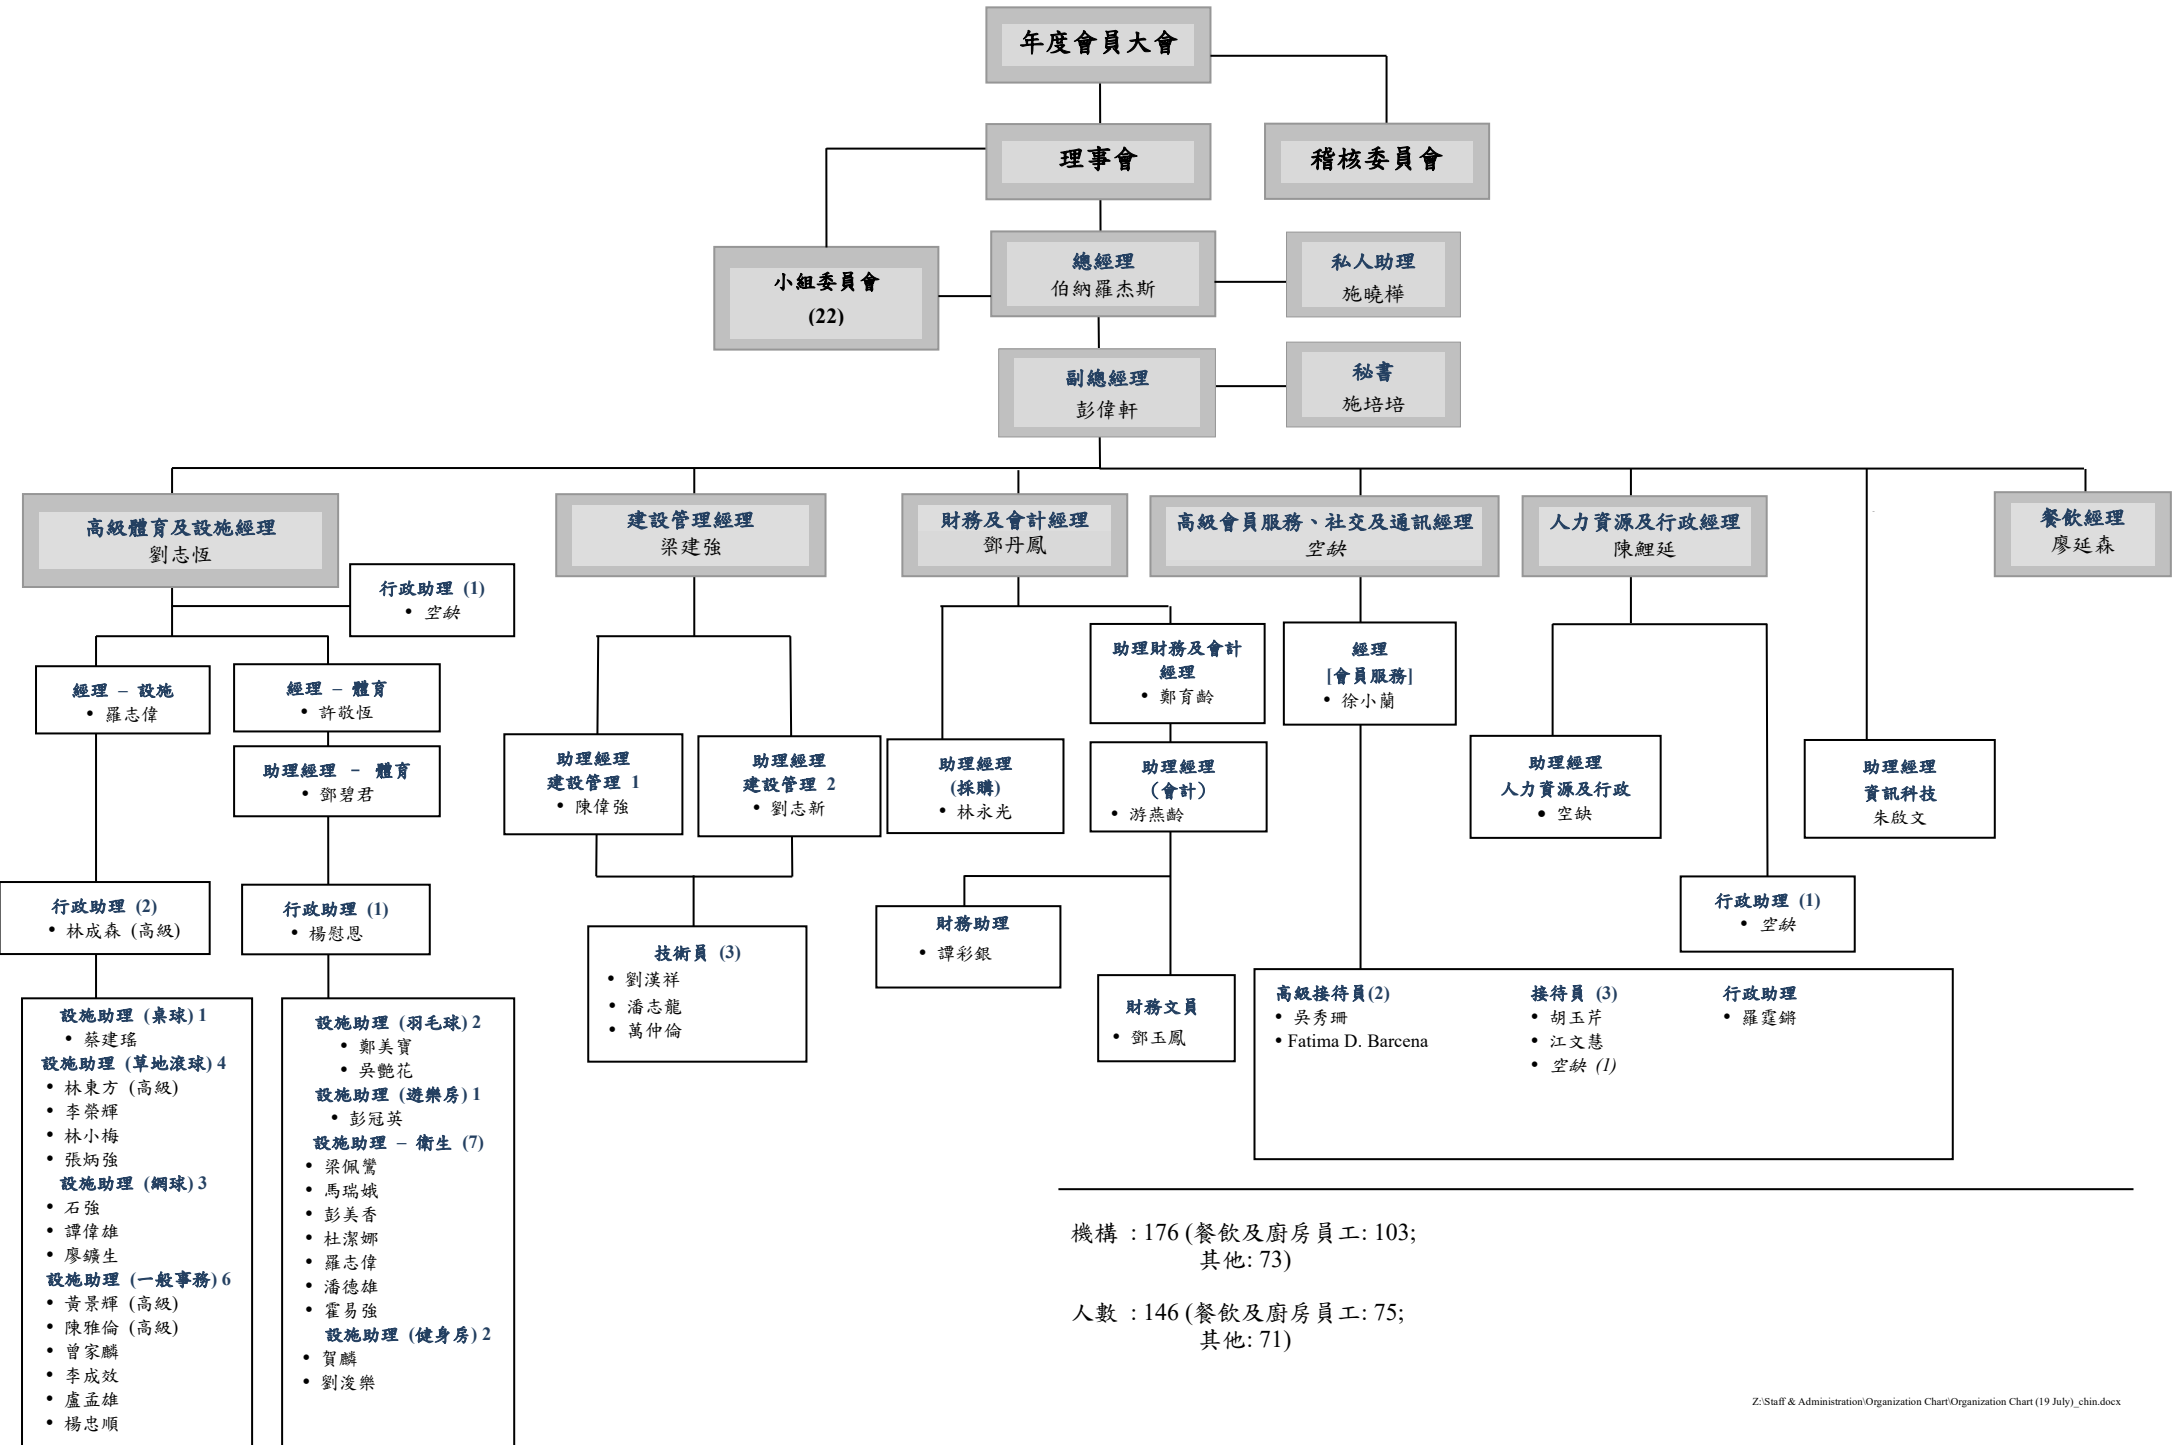 年度會員大會
理事會
稽核委員會
小組委員會
(22)
總經理
伯納羅杰斯
私人助理
施曉樺
副總經理
彭偉軒
秘書
施培培
高級體育及設施經理
劉志恆
建設管理經理
梁建強
財務及會計經理
鄧丹鳳
高級會員服務、社交及通訊經理
空缺
人力資源及行政經理
陳鯉延
餐飲經理
廖延森
行政助理 (1)
• 空缺
經理 – 設施
• 羅志偉
經理 – 體育
• 許敬恆
助理經理 – 體育
• 鄧碧君
助理經理
建設管理 1
• 陳偉強
助理經理
建設管理 2
• 劉志新
助理財務及會計
經理
• 鄭育齡
助理經理
(採購)
• 林永光
助理經理
（會計）
• 游燕齡
經理
[會員服務]
• 徐小蘭
助理經理
人力資源及行政
• 空缺
助理經理
資訊科技
朱啟文
行政助理 (2)
• 林成森 (高級)
行政助理 (1)
• 楊慰恩
技術員 (3)
• 劉漢祥
• 潘志龍
• 萬仲倫
財務助理
• 譚彩銀
財務文員
• 鄧玉鳳
行政助理 (1)
• 空缺
高級接待員(2)
• 吳秀珊
• Fatima D. Barcena
接待員 (3)
• 胡玉芹
• 江文慧
• 空缺 (1)
行政助理
• 羅霆鏘
設施助理 (桌球) 1
• 蔡建瑤
設施助理 (草地滾球) 4
• 林東方 (高級)
• 李榮輝
• 林小梅
• 張炳強
設施助理 (網球) 3
• 石強
• 譚偉雄
• 廖鑛生
設施助理 (一般事務) 6
• 黃景輝 (高級)
• 陳雅倫 (高級)
• 曾家麟
• 李成效
• 盧孟雄
• 楊忠順
設施助理 (羽毛球) 2
• 鄭美寶
• 吳艷花
設施助理 (遊樂房) 1
• 彭冠英
設施助理 – 衛生 (7)
• 梁佩鸞
• 馬瑞娥
• 彭美香
• 杜潔娜
• 羅志偉
• 潘德雄
• 霍易強
設施助理 (健身房) 2
• 賀麟
• 劉浚樂
機構 : 176 (餐飲及廚房員工: 103;
其他: 73)
人數 : 146 (餐飲及廚房員工: 75;
其他: 71)
Z:\Staff & Administration\Organization Chart\Organization Chart (19 July)_chin.docx